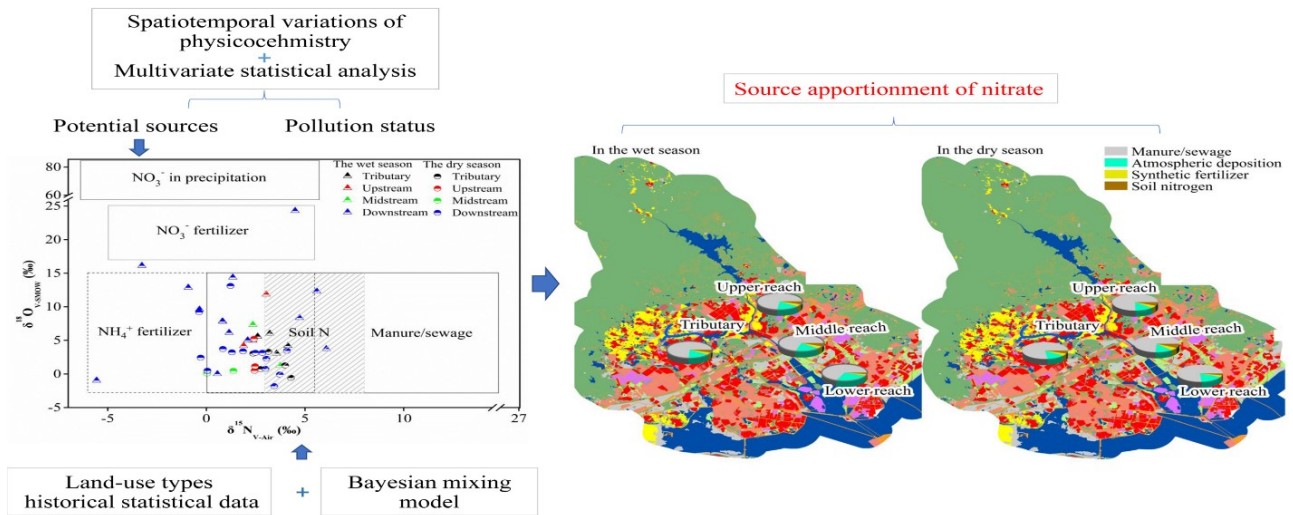 Spatiotemporal variations of
physicocehmistry
+
Multivariate statistical analysis
Potential sources
Pollution status
80
60
25
20
15
10
5
0
-5
δ18O V-SMOW (‰)
NO3- in precipitation
NO3- fertilizer
NH4+ fertilizer
Soil N
Manure/sewage
The wet season
Tributary
Upstream
Midstream
Downstream
The dry season
Tributary
Upstream
Midstream
Downstream
-5
0
5
10
27
δ15N V-Air (‰)
Land-use types
historical statistical data
+
Bayesian mixing
model
Source apportionment of nitrate
In the wet season
Upper reach
Tributary
Middle reach
Lower reach
In the dry season
Manure/sewage
Atmospheric deposition
Synthetic fertilizer
Soil nitrogen
Upper reach
Tributary
Middle reach
Lower reach